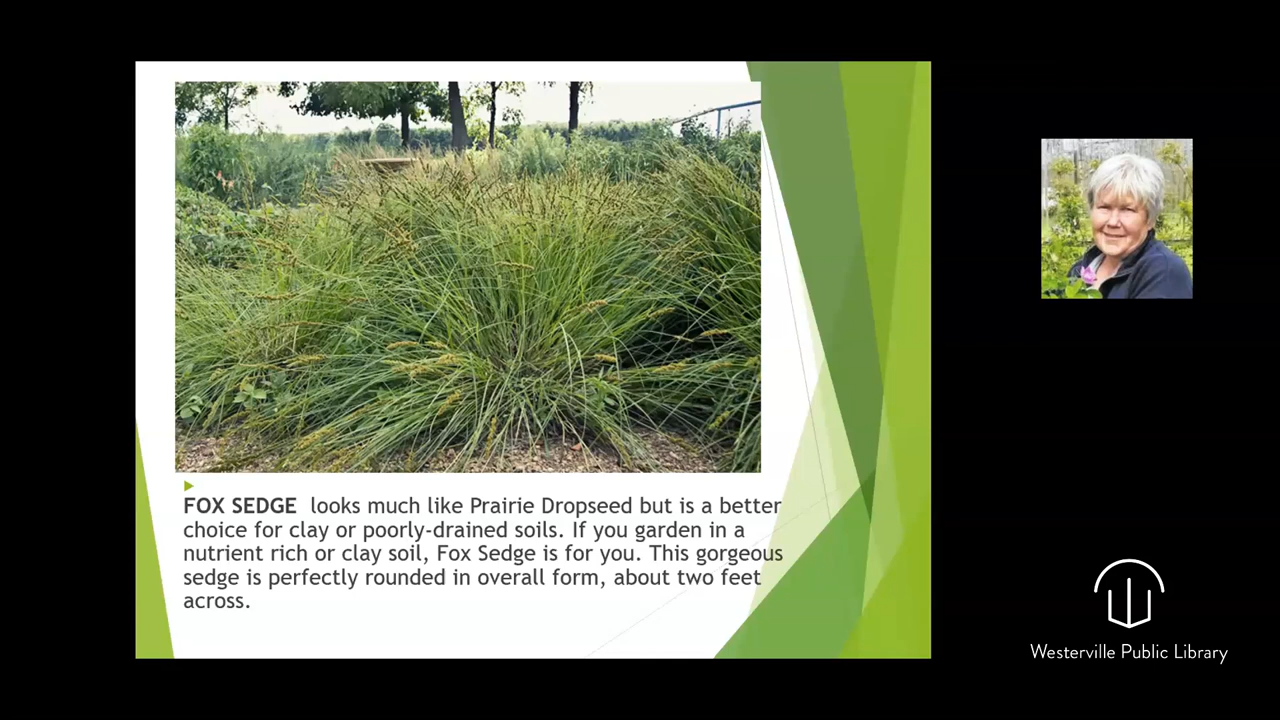 FOX SEDGE looks much like Prairie Dropseed but is a better
choice for clay or poorly-drained soils. If you garden in a
nutrient rich or clay soil, Fox Sedge is for you. This gorgeous
sedge is perfectly rounded in overall form, about two feet
across.
Westerville Public Library